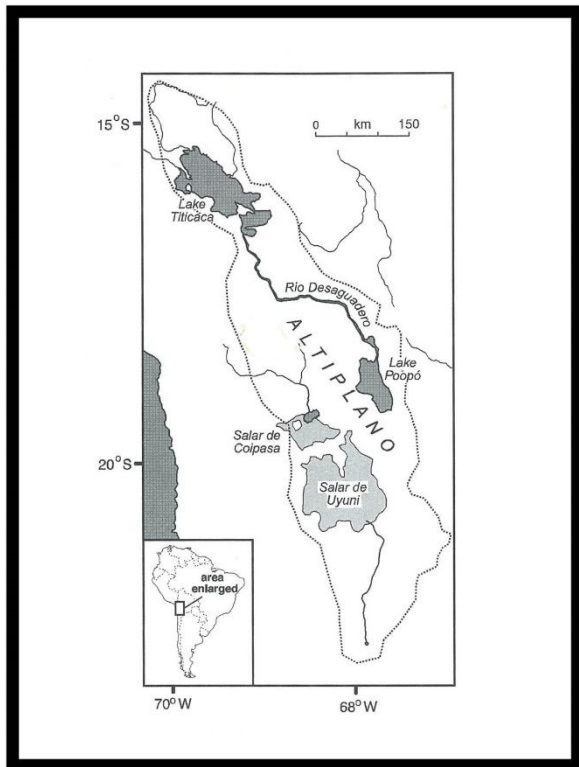 15°S
0 km 150
Lake
Titicaca
Rio Desaguadero
ALTIPLANO
Lake
Poopó
Salar de
Coipasa
20°S
Salar de
Uyuni
area
enlarged
70°W
68°W